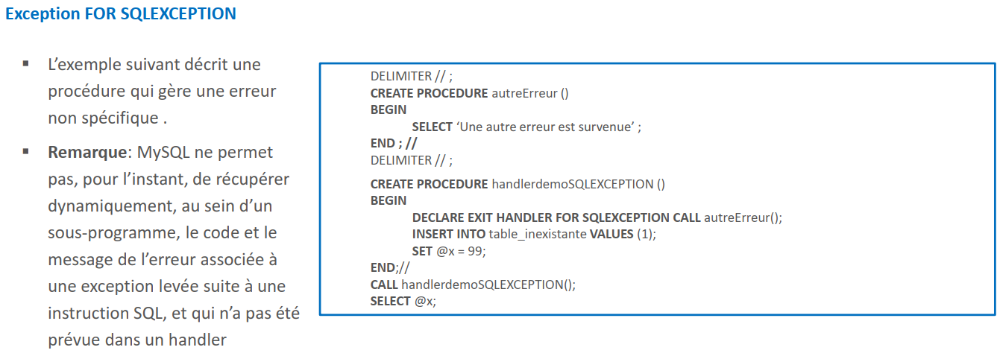 Exception FOR SQLEXCEPTION
▪ L’exemple suivant décrit une
procédure qui gère une erreur
non spécifique .
▪ Remarque: MySQL ne permet
pas, pour l’instant, de récupérer
dynamiquement, au sein d’un
sous-programme, le code et le
message de l’erreur associée à
une exception levée suite à une
instruction SQL, et qui n’a pas été
prévue dans un handler
DELIMITER // ;
CREATE PROCEDURE autreErreur ()
BEGIN
SELECT ‘Une autre erreur est survenue’ ;
END ; //
DELIMITER // ;
CREATE PROCEDURE handlerdemoSQLEXCEPTION ()
BEGIN
DECLARE EXIT HANDLER FOR SQLEXCEPTION CALL autreErreur();
INSERT INTO table_inexistante VALUES (1);
SET @x = 99;
END;//
CALL handlerdemoSQLEXCEPTION();
SELECT @x;